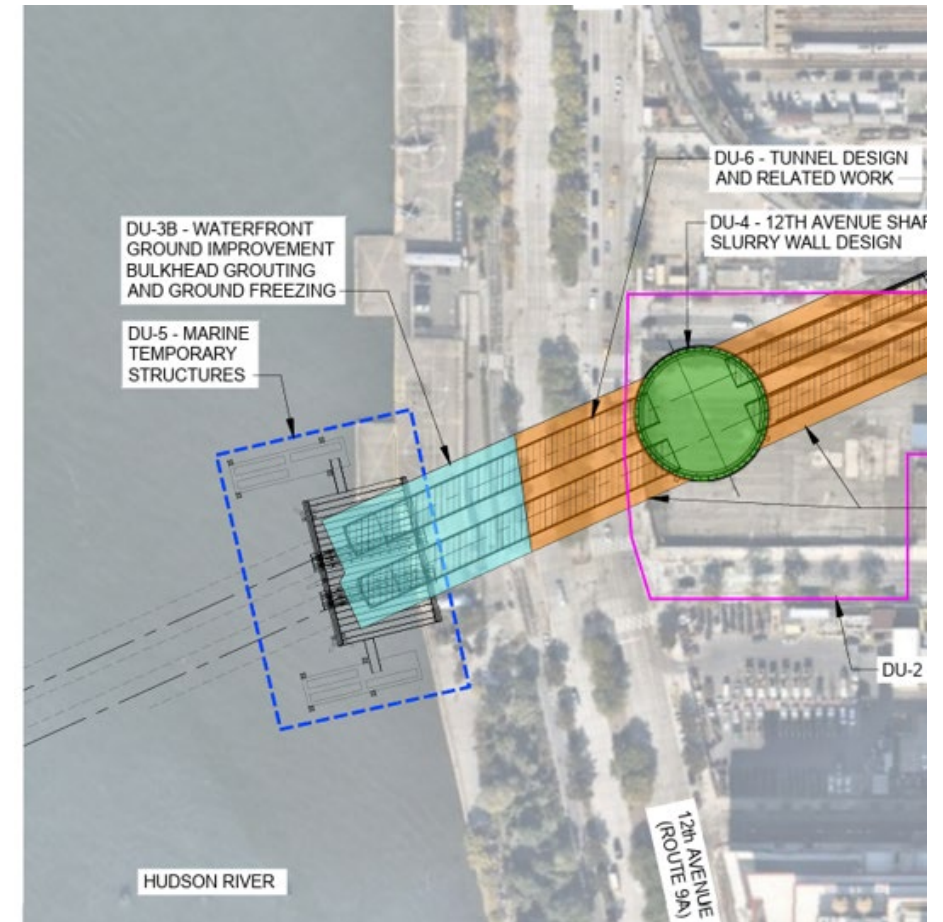 DU-6 - TUNNEL DESIGN
AND RELATED WORK
DU-4 - 12TH AVENUE SHAF
SLURRY WALL DESIGN
DU-3B - WATERFRONT
GROUND IMPROVEMENT
BULKHEAD GROUTING
AND GROUND FREEZING
DU-5 - MARINE
TEMPORARY
STRUCTURES
DU-2
12th AVENUE
(ROUTE 9A)
HUDSON RIVER